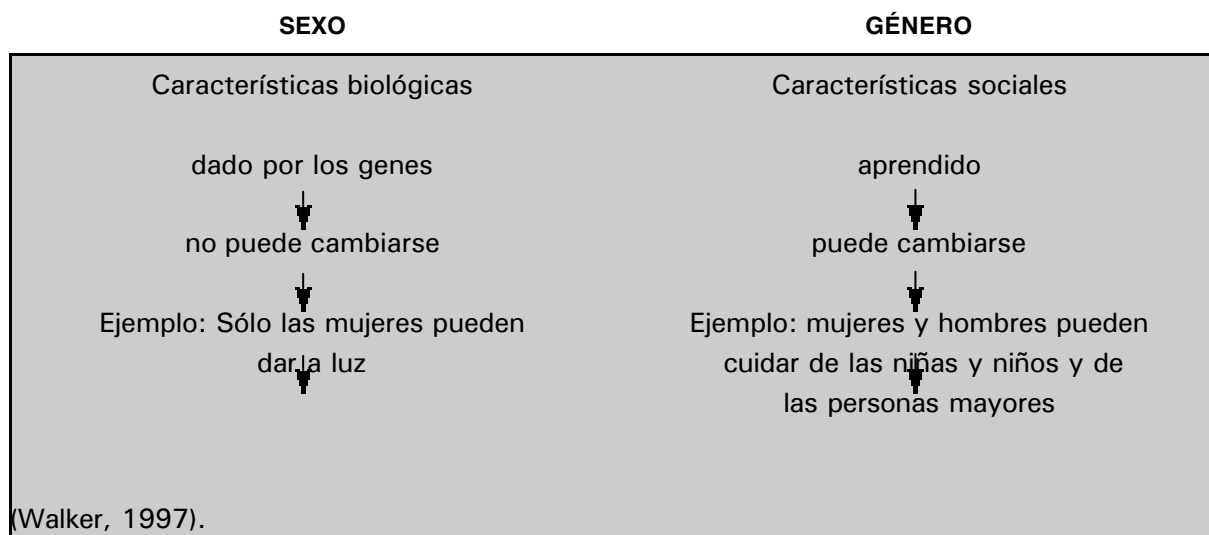 SEXO
GÉNERO
Características biológicas
Características sociales
dado por los genes
aprendido
no puede cambiarse
puede cambiarse
Ejemplo: Sólo las mujeres pueden
dar a luz
Ejemplo: mujeres y hombres pueden
cuidar de las niñas y niños y de
las personas mayores
(Walker, 1997).